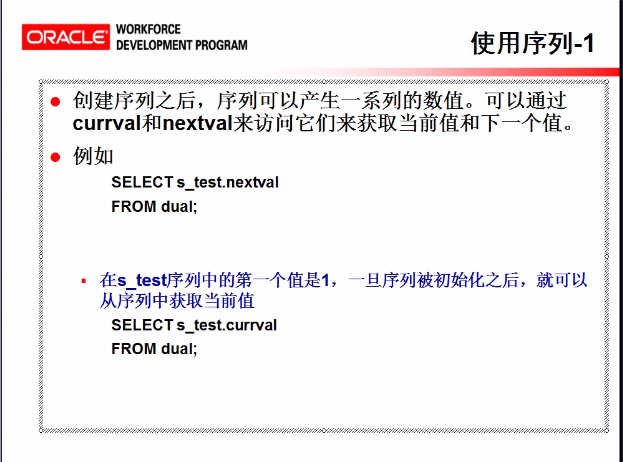 ORACLE WORKFORCE
DEVELOPMENT PROGRAM
使用序列-1
创建序列之后，序列可以产生一系列的数值。可以通过
currval和nextval来访问它们来获取当前值和下一个值。
例如
SELECT s_test.nextval
FROM dual;
在s_test序列中的第一个值是1，一旦序列被初始化之后，就可以
从序列中获取当前值
SELECT s_test.currval
FROM dual;